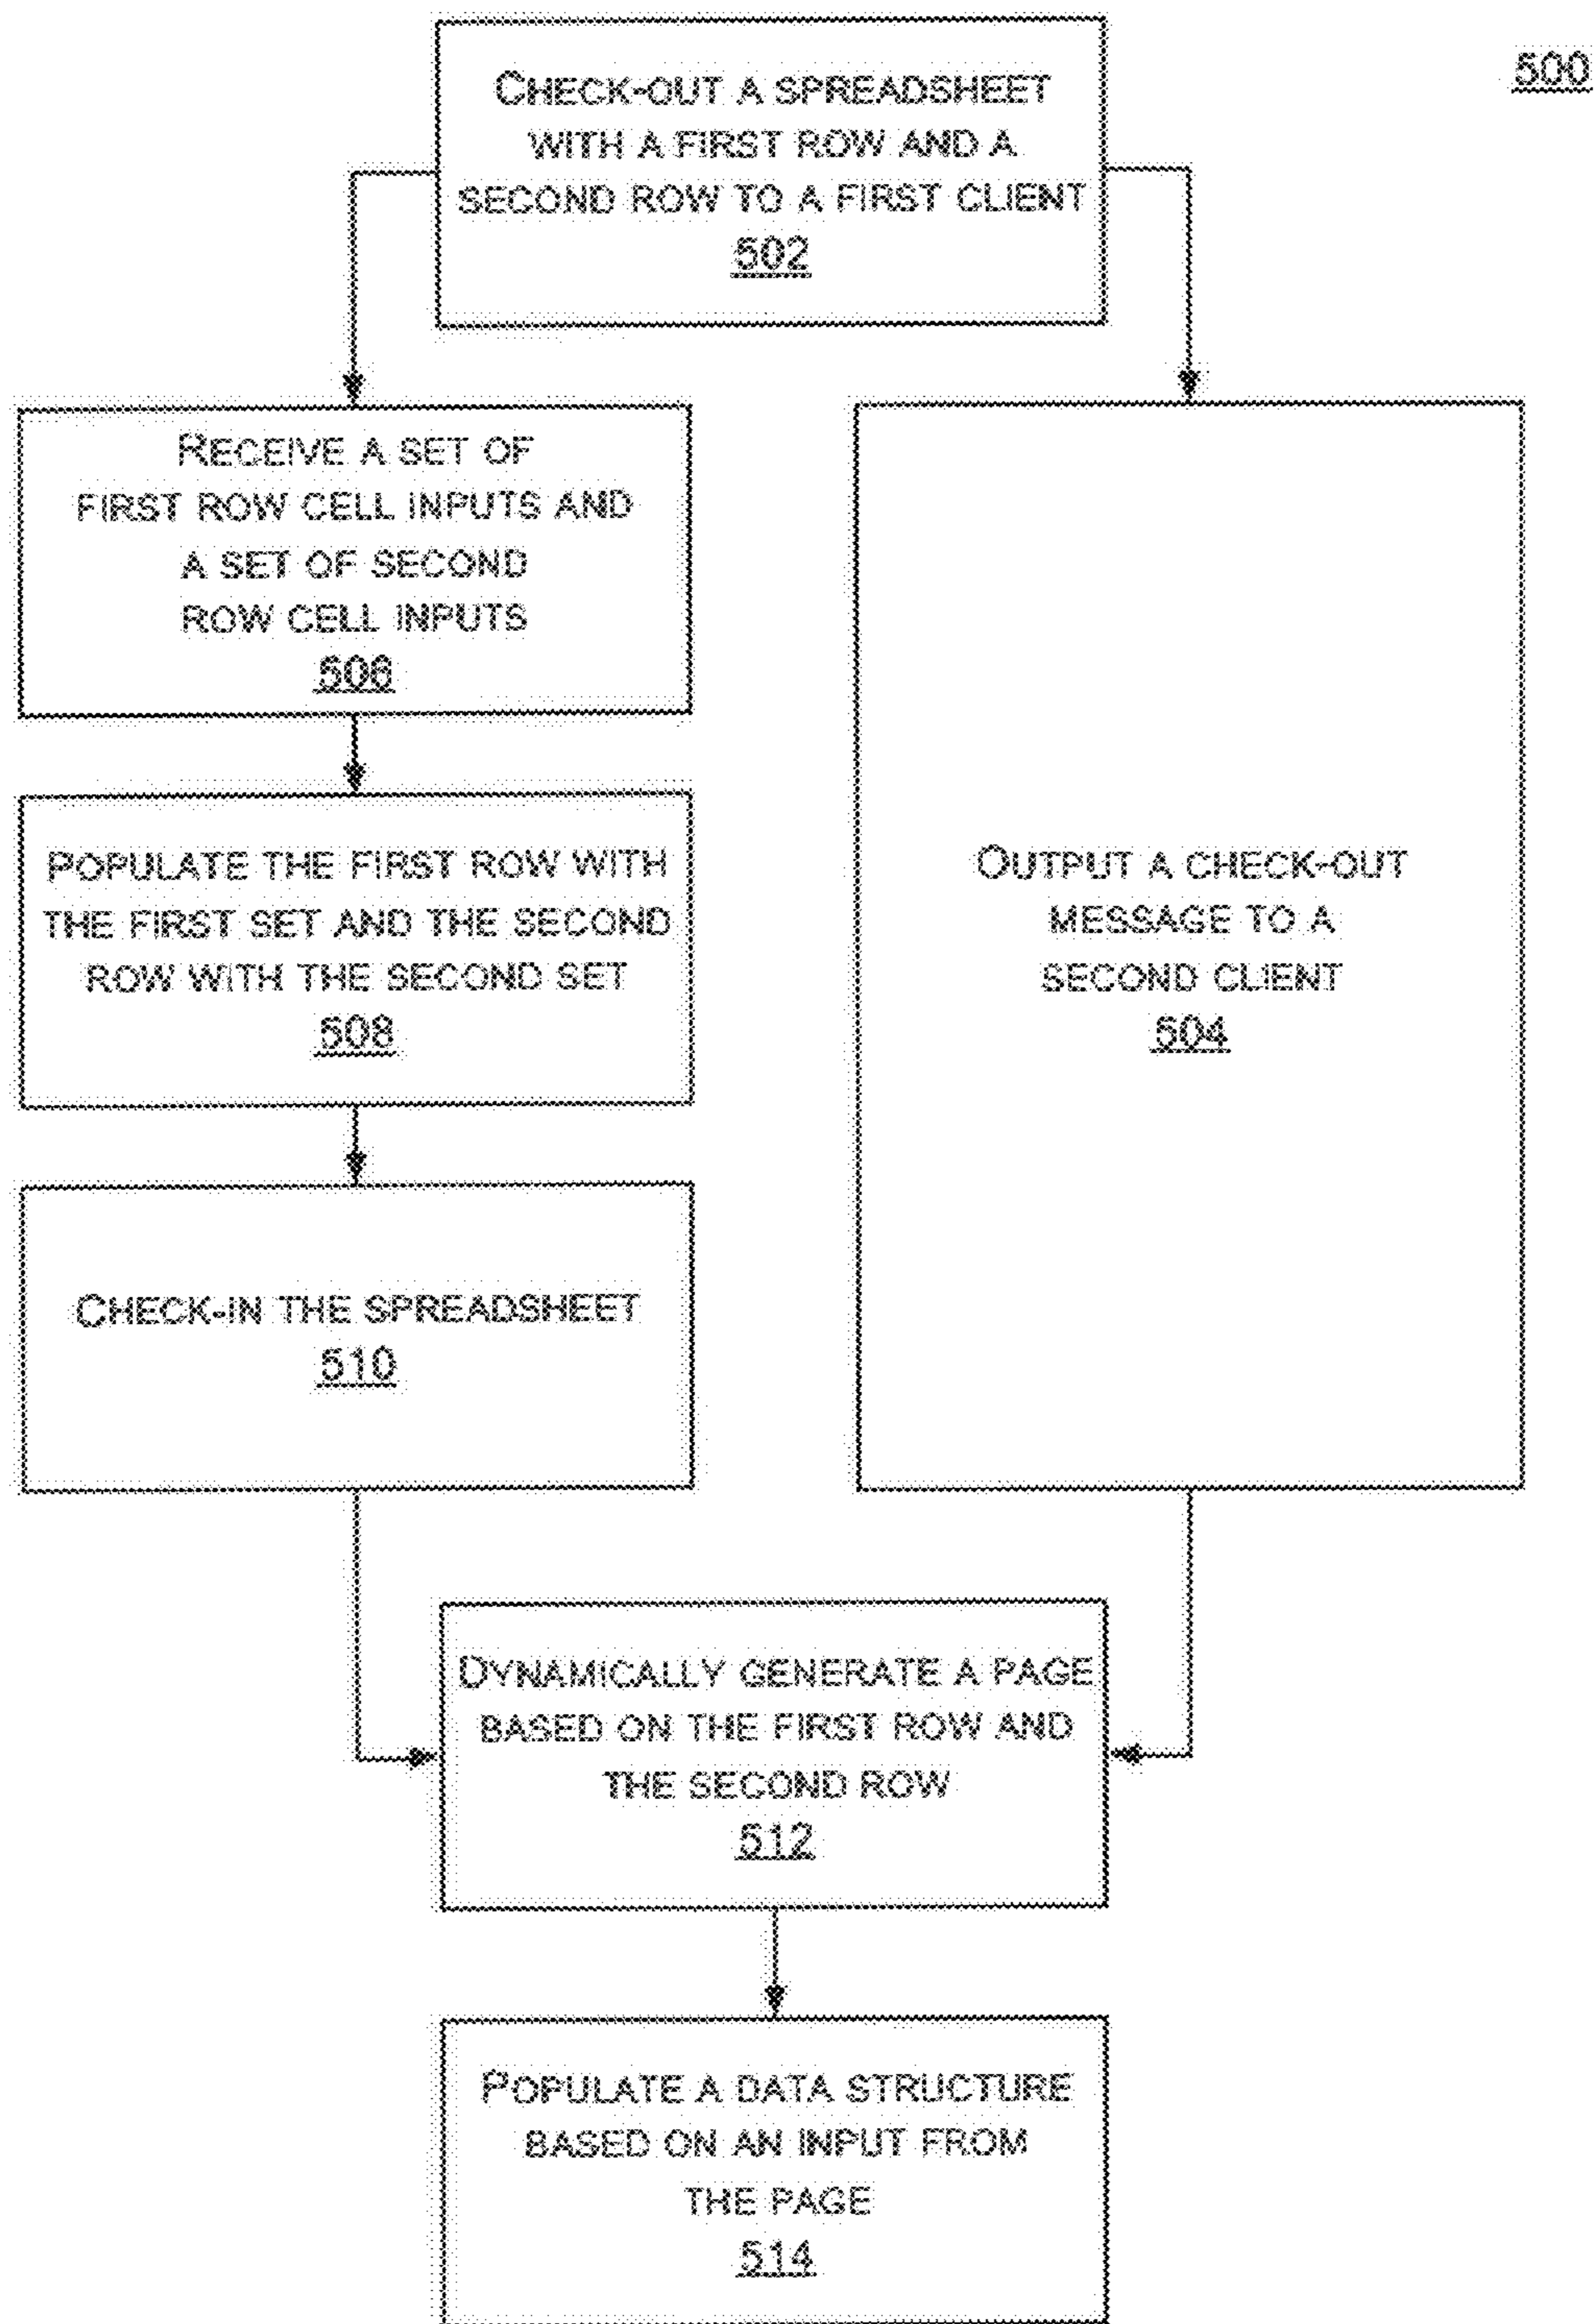 500
CHECK-OUT A SPREADSHEET
WITH A FIRST ROW AND A
SECOND ROW TO A FIRST CLIENT
502
RECEIVE A SET OF
FIRST ROW CELL INPUTS AND
A SET OF SECOND
ROW CELL INPUTS
506
POPULATE THE FIRST ROW WITH
THE FIRST SET AND THE SECOND
ROW WITH THE SECOND SET
508
OUTPUT A CHECK-OUT
MESSAGE TO A
SECOND CLIENT
504
CHECK-IN THE SPREADSHEET
510
DYNAMICALLY GENERATE A PAGE
BASED ON THE FIRST ROW AND
THE SECOND ROW
512
POPULATE A DATA STRUCTURE
BASED ON AN INPUT FROM
THE PAGE
514